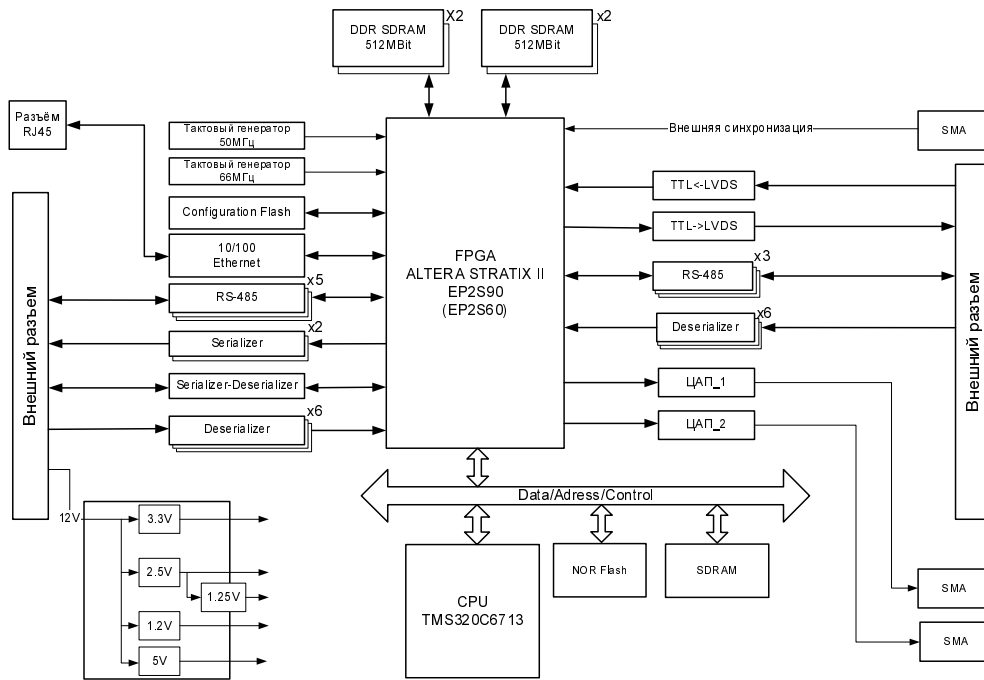 X2
DDR SDRAM
512MBit
x2
DDR SDRAM
512MBit
Разъём
RJ45
Тактовый генератор
50МГц
Тактовый генератор
66МГц
Configuration Flash
10/100
Ethernet
x5
RS-485
x2
Serializer
Serializer-Deserializer
x6
Deserializer
Внешний разъем
FPGA
ALTERA STRATIX II
EP2S90
(EP2S60)
Внешняя синхронизация
SMA
TTL<-LVDS
TTL->LVDS
x3
RS-485
x6
Deserializer
ЦАП_1
ЦАП_2
Внешний разъем
Data/Adress/Control
12V
3.3V
2.5V
1.25V
1.2V
5V
CPU
TMS320C6713
NOR Flash
SDRAM
SMA
SMA